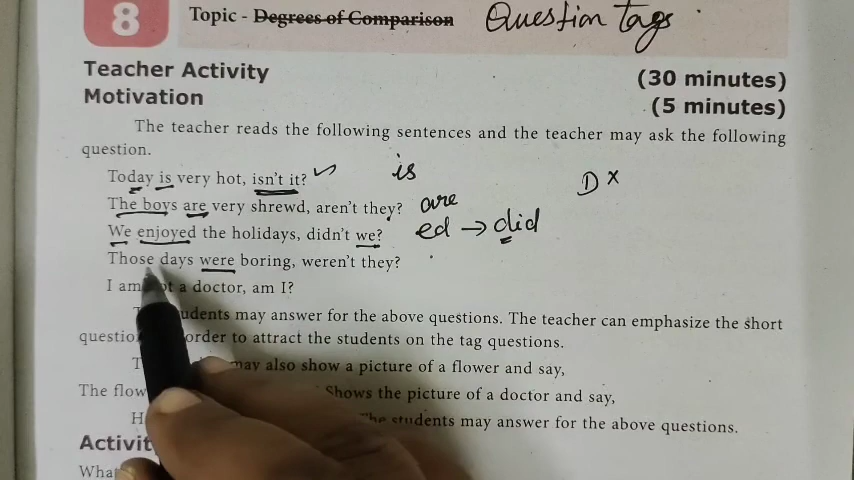 8 Topic - Degrees of Comparison Question tags
Teacher Activity (30 minutes)
Motivation (5 minutes)
The teacher reads the following sentences and the teacher may ask the following
question.
Today is very hot, isn't it? is D x
The boys are very shrewd, aren't they? are
We enjoyed the holidays, didn't we? ed → did
Those days were boring, weren't they?
I am a doctor, am I?
may answer for the above questions. The teacher can emphasize the short
order to attract the students on the tag questions.
may also show a picture of a flower and say,
The Shows the picture of a doctor and say,
students may answer for the above questions.